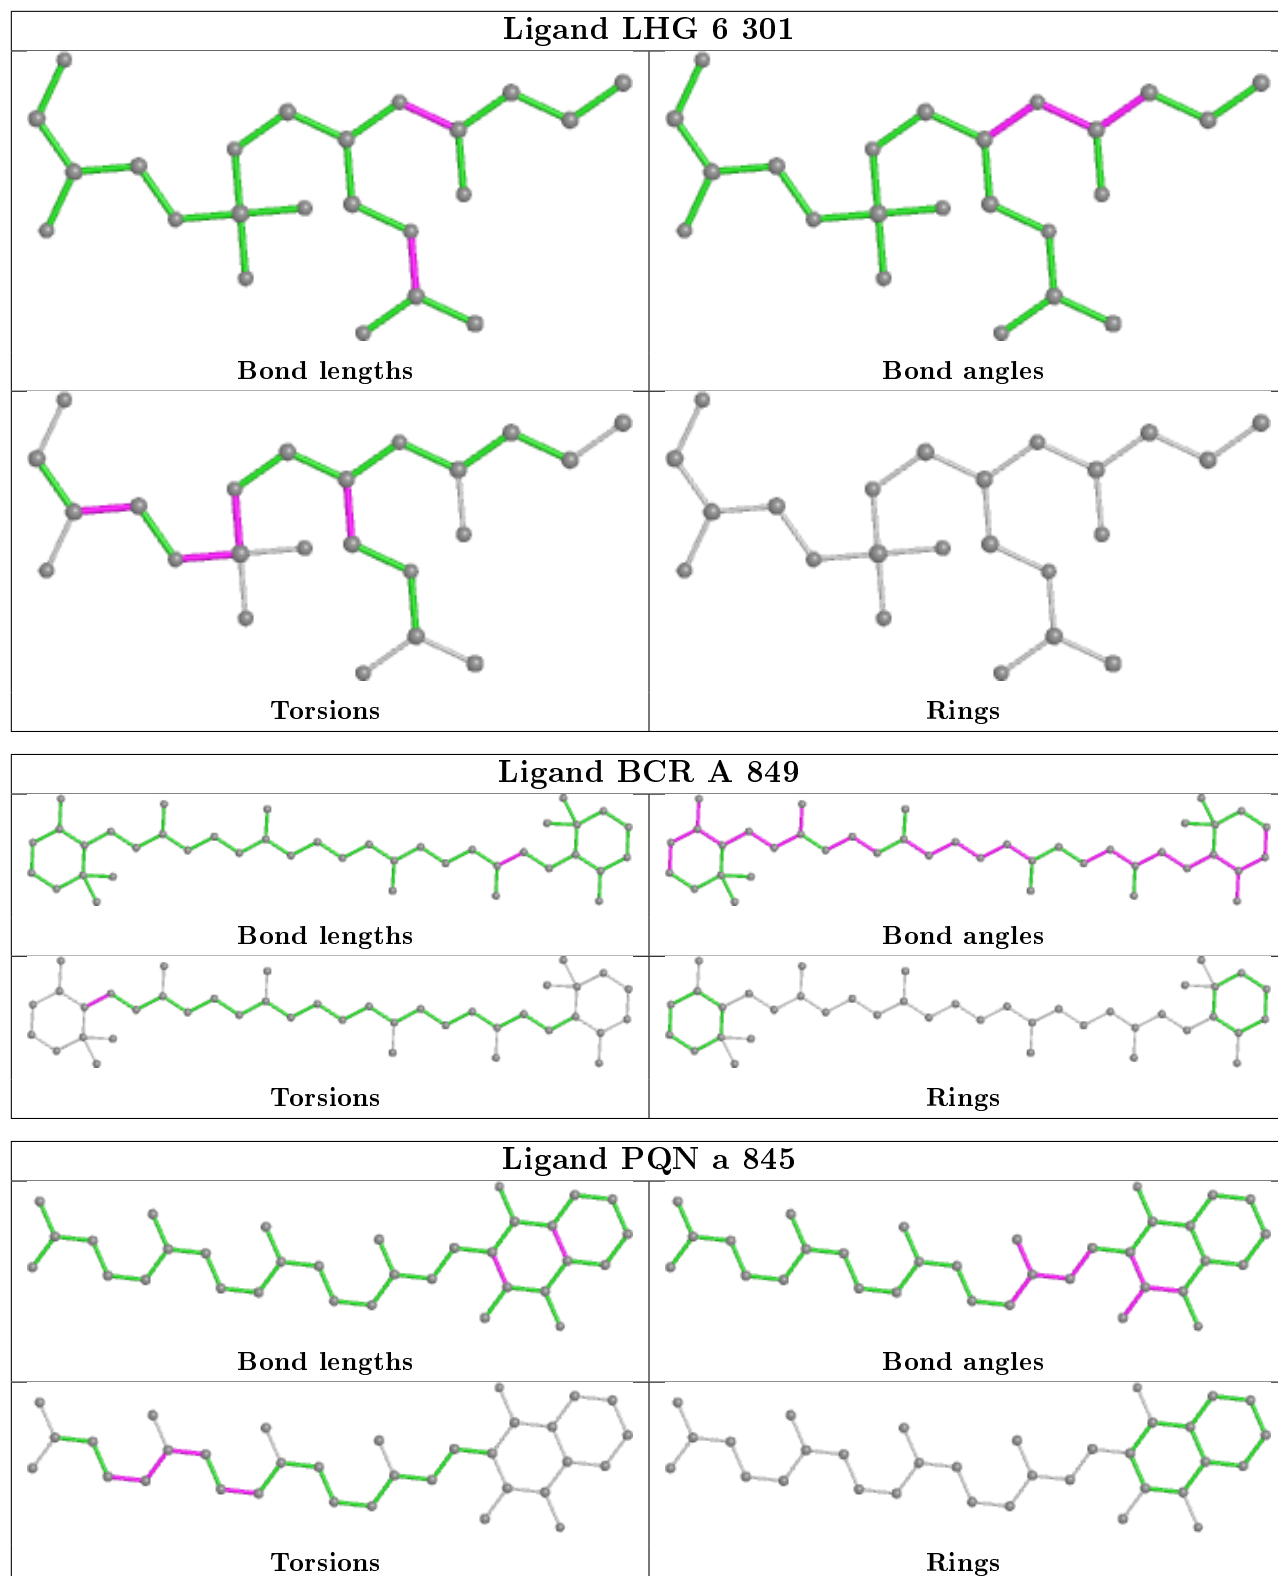 Ligand LHG 6 301
Bond lengths
Bond angles
Torsions
Rings
Ligand BCR A 849
Bond lengths
Bond angles
Torsions
Rings
Ligand PQN a 845
Bond lengths
Bond angles
Torsions
Rings